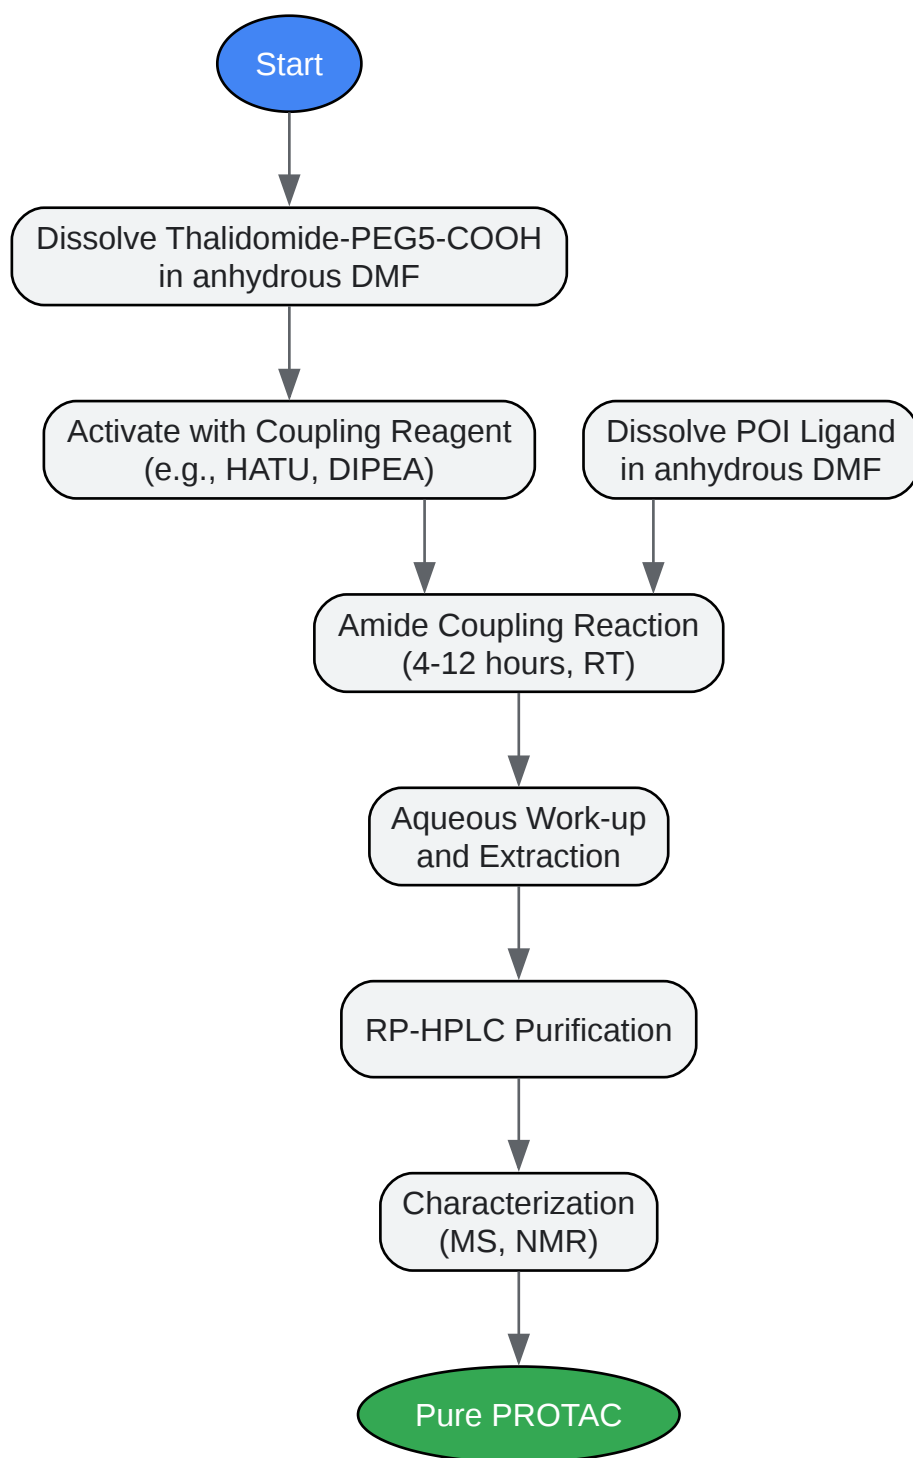 Start
Dissolve Thalidomide-PEG5-COOH
in anhydrous DMF
Activate with Coupling Reagent
(e.g., HATU, DIPEA)
Dissolve POI Ligand
in anhydrous DMF
Amide Coupling Reaction
(4-12 hours, RT)
Aqueous Work-up
and Extraction
RP-HPLC Purification
Characterization
(MS, NMR)
Pure PROTAC